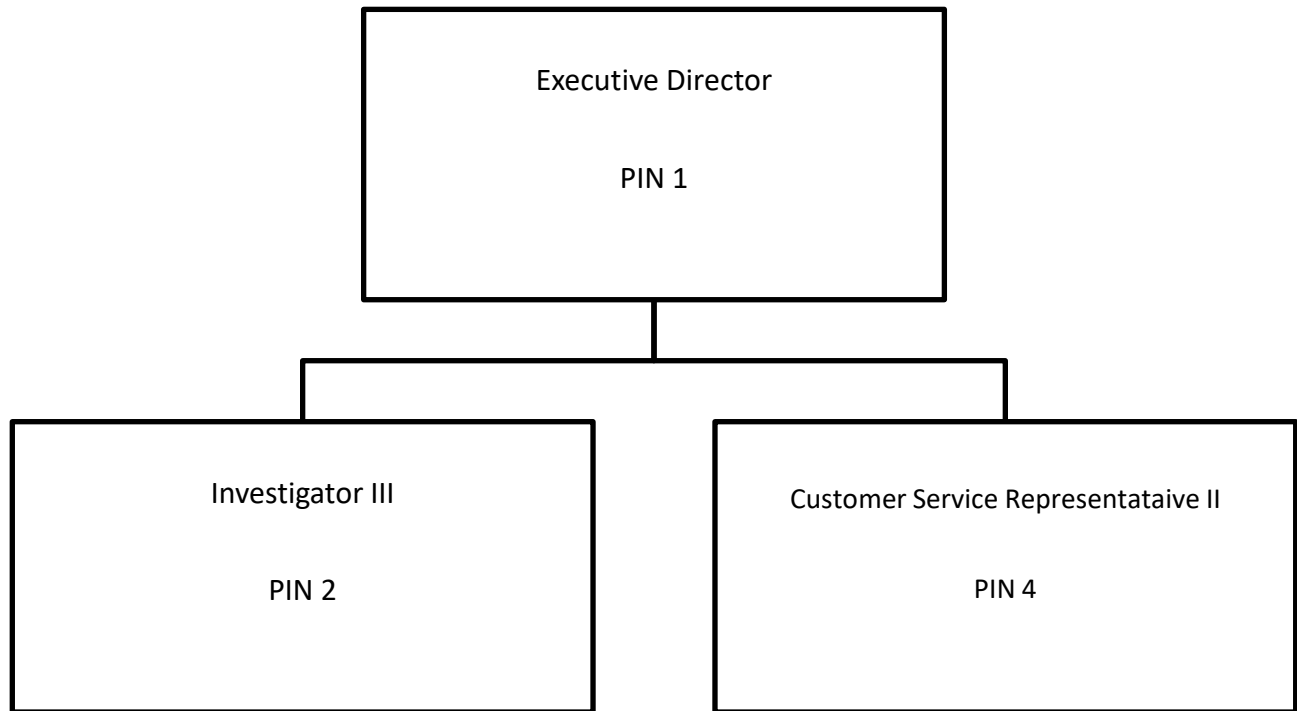 Executive Director
PIN 1
Investigator III
PIN 2
Customer Service Representataive II
PIN 4